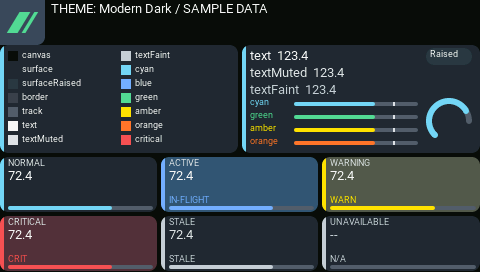 THEME: Modern Dark / SAMPLE DATA
canvas
surface
surfaceRaised
border
track
text
textMuted
textFaint
cyan
blue
green
amber
orange
critical
text 123.4
textMuted 123.4
textFaint 123.4
cyan
green
amber
orange
Raised
NORMAL
72.4
ACTIVE
72.4
IN-FLIGHT
WARNING
72.4
WARN
CRITICAL
72.4
CRIT
STALE
72.4
STALE
UNAVAILABLE
--
N/A